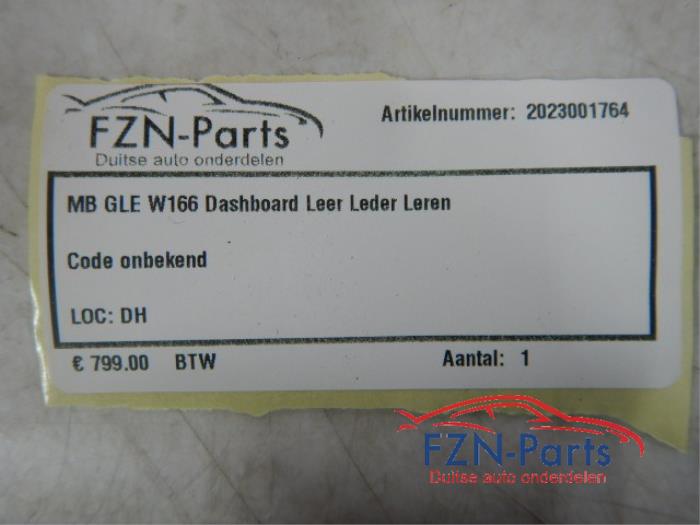 FZN-Parts
Duitse auto onderdelen
Artikelnummer: 2023001764
MB GLE W166 Dashboard Leer Leder Leren
Code onbekend
LOC: DH
€ 799.00 BTW
Aantal: 1
FZN-Parts
Duitse auto onderdelen